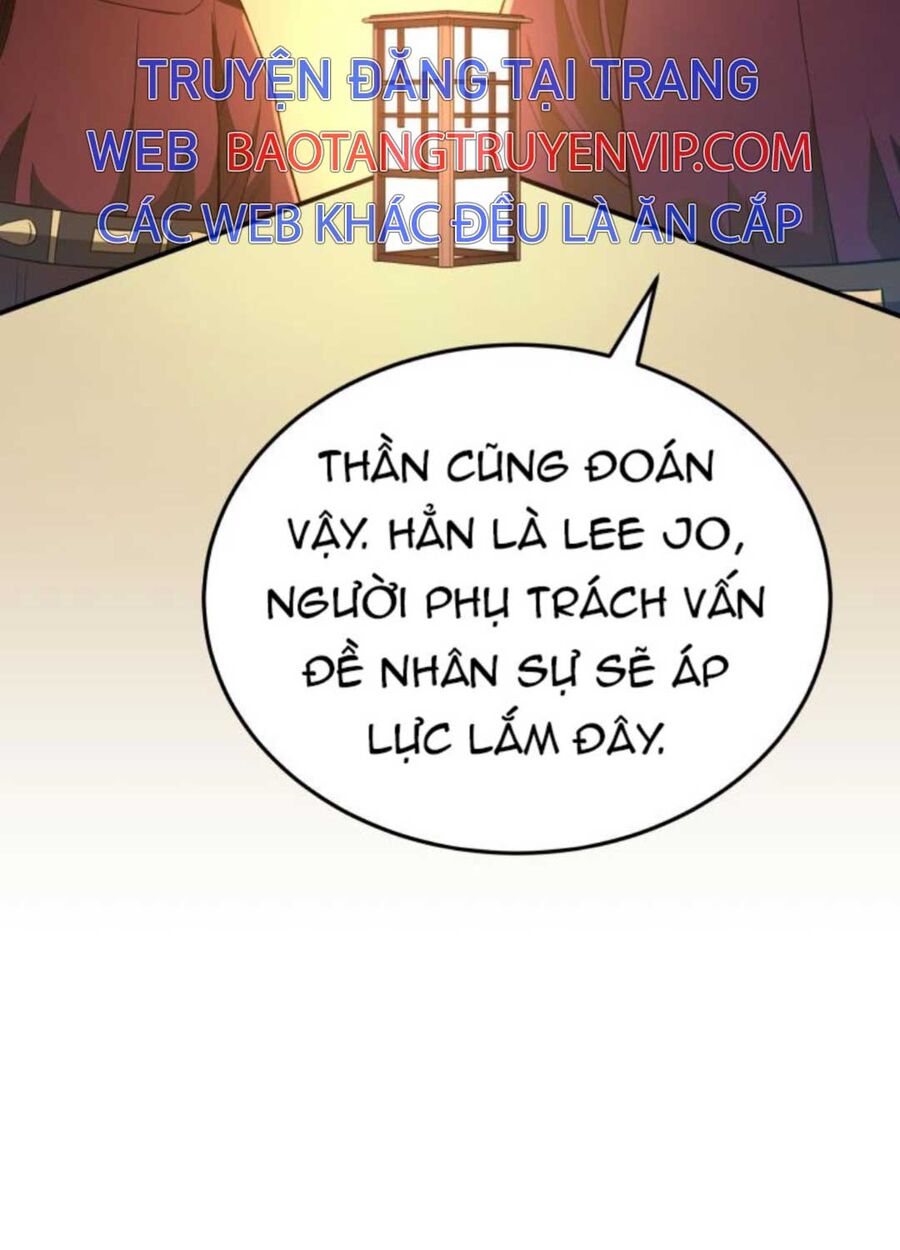 TRUYỆN ĐĂNG TẠI TRANG
WEB BAOTANGTRUYENVIP.COM
CÁC WEB KHÁC ĐỀU LÀ ĂN CẮP
THẦN CŨNG ĐOÁN
VẬY. HẲN LÀ LEE JO,
NGƯỜI PHỤ TRÁCH VẤN
ĐỀ NHÂN SỰ SẼ ÁP
LỰC LẮM ĐÂY.